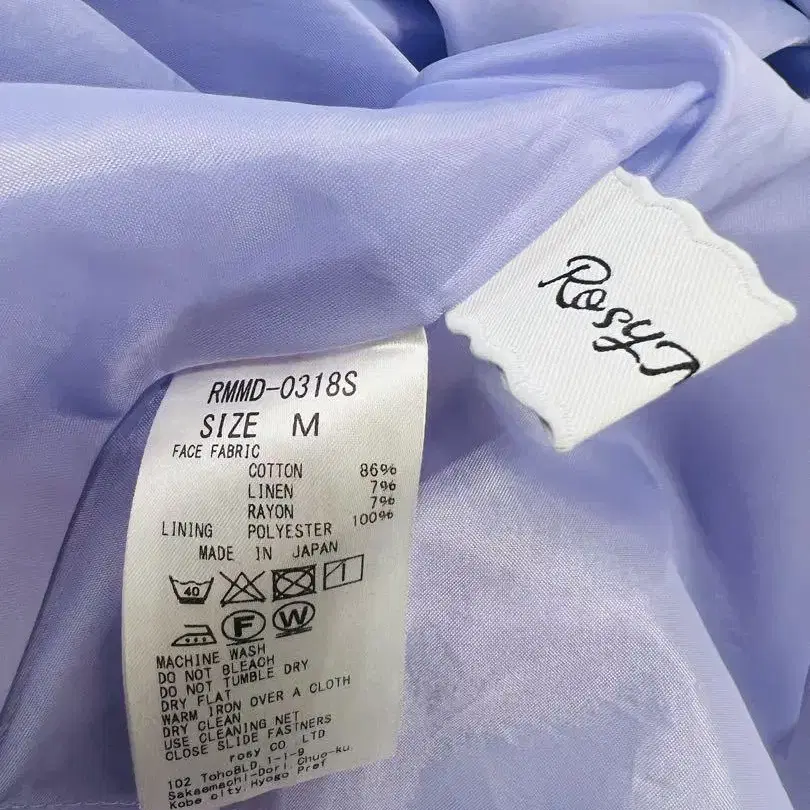 RosyL
RMMD-0318S
SIZE M
FACE FABRIC
COTTON 86%
LINEN 7%
RAYON 7%
LINING POLYESTER 100%
MADE IN JAPAN
40
F W
MACHINE WASH
DO NOT BLEACH
DO NOT TUMBLE DRY
DRY FLAT
WARM IRON OVER A CLOTH
DRY CLEAN
USE CLEANING NET
CLOSE SLIDE FASTNERS
rosy CO LTD
102 TohoBLD.1-1-9
Sakaemachi-Dori,Chuo-ku,
Kobe city,Hyogo Pref